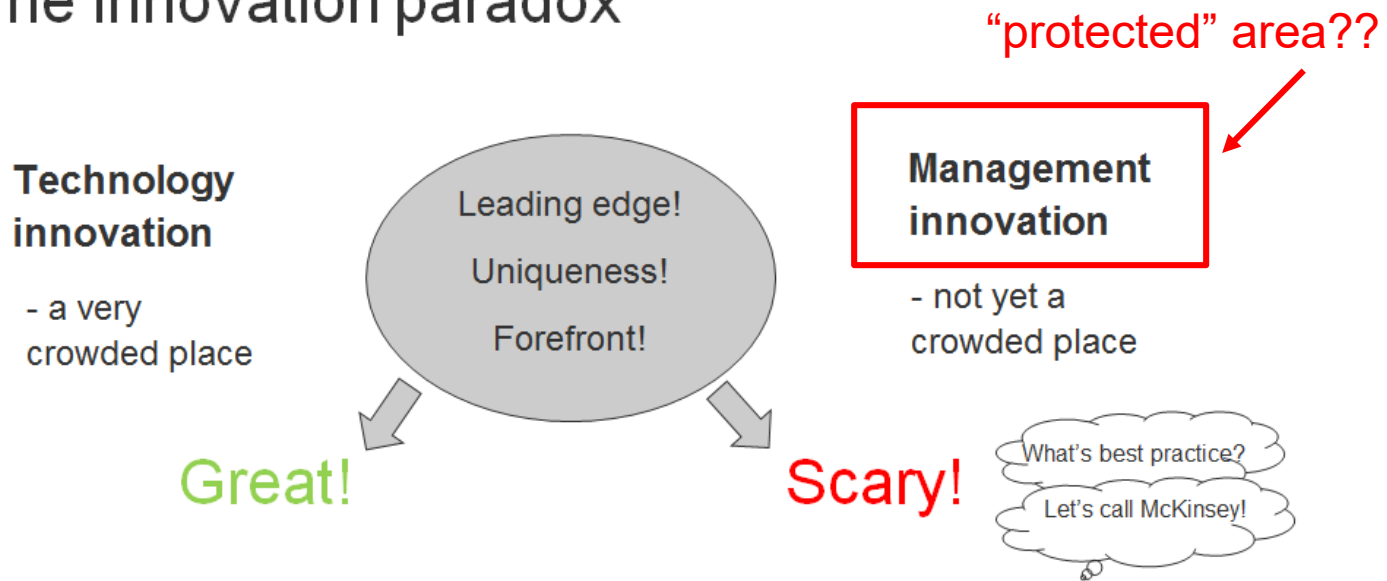 he innovation paradox
“protected” area??
Technology
innovation
- a very
crowded place
Leading edge!
Uniqueness!
Forefront!
Management
innovation
- not yet a
crowded place
Great!
Scary!
What's best practice?
Let's call McKinsey!